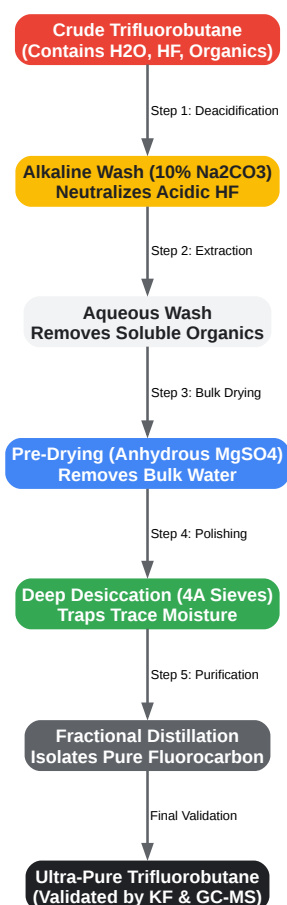 Crude Trifluorobutane
(Contains H2O, HF, Organics)
Step 1: Deacidification
Alkaline Wash (10% Na2CO3)
Neutralizes Acidic HF
Step 2: Extraction
Aqueous Wash
Removes Soluble Organics
Step 3: Bulk Drying
Pre-Drying (Anhydrous MgSO4)
Removes Bulk Water
Step 4: Polishing
Deep Desiccation (4A Sieves)
Traps Trace Moisture
Step 5: Purification
Fractional Distillation
Isolates Pure Fluorocarbon
Final Validation
Ultra-Pure Trifluorobutane
(Validated by KF & GC-MS)